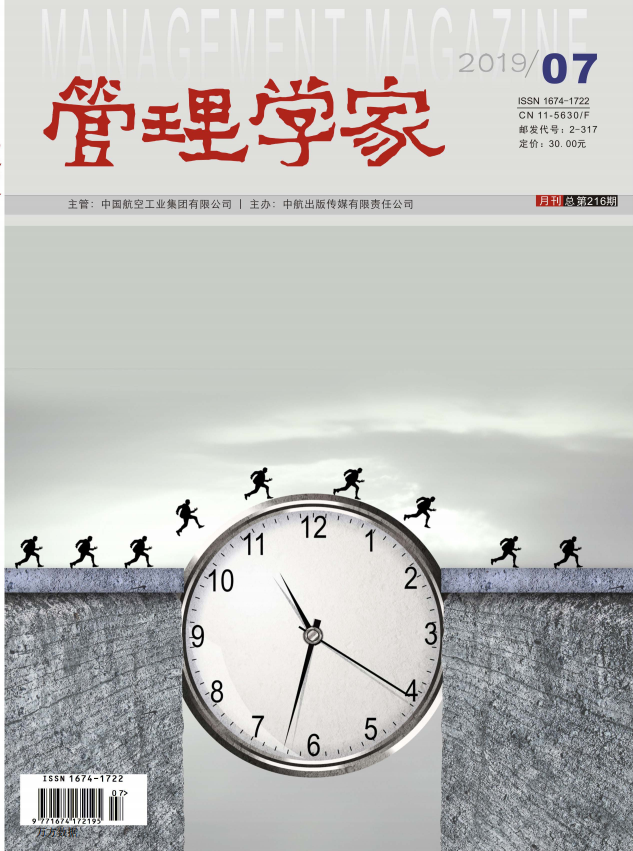 MANAGEMENT MAGAZINE
2019/07
管理学家
ISSN 1674-1722
CN 11-5630/F
邮发代号：2-317
定价：30.00元
主管：中国航空工业集团有限公司 | 主办：中航出版传媒有限责任公司
月刊 总第216期
12
11 1
10 2
9 3
8 4
7 5
6
ISSN 1674-1722
07>
9 771674 172195
万方数据